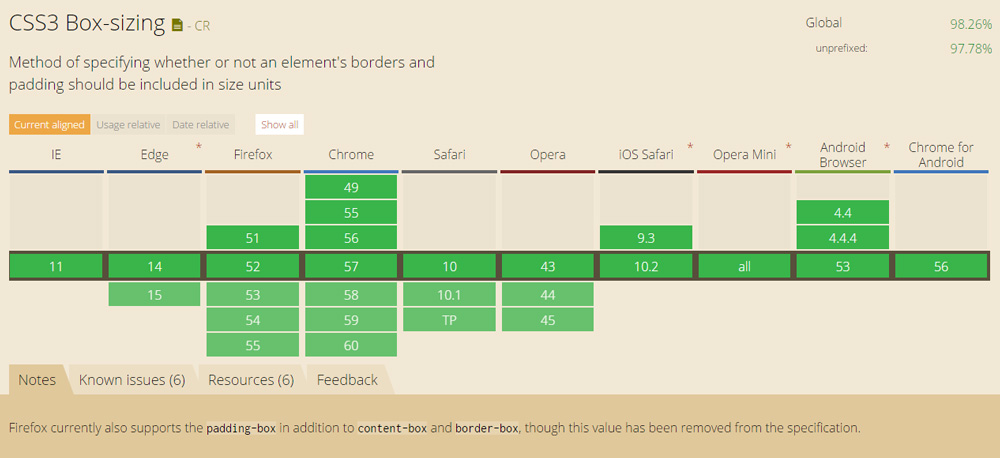 CSS3 Box-sizing - CR
Global 98.26%
unprefixed: 97.78%
Method of specifying whether or not an element's borders and
padding should be included in size units
Current aligned Usage relative Date relative Show all
IE Edge * Firefox Chrome Safari Opera iOS Safari * Opera Mini * Android Browser * Chrome for Android
49
55 4.4
51 56 9.3 4.4.4
11 14 52 57 10 43 10.2 all 53 56
15 53 58 10.1 44
54 59 TP 45
55 60
Notes Known issues (6) Resources (6) Feedback
Firefox currently also supports the padding-box in addition to content-box and border-box, though this value has been removed from the specification.